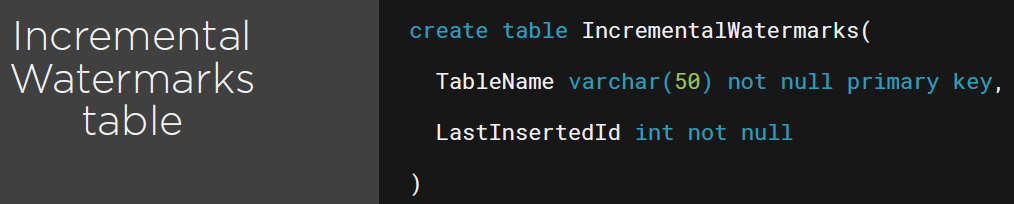 Incremental
Watermarks
table
create table IncrementalWatermarks(
TableName varchar(50) not null primary key,
LastInsertedId int not null
)